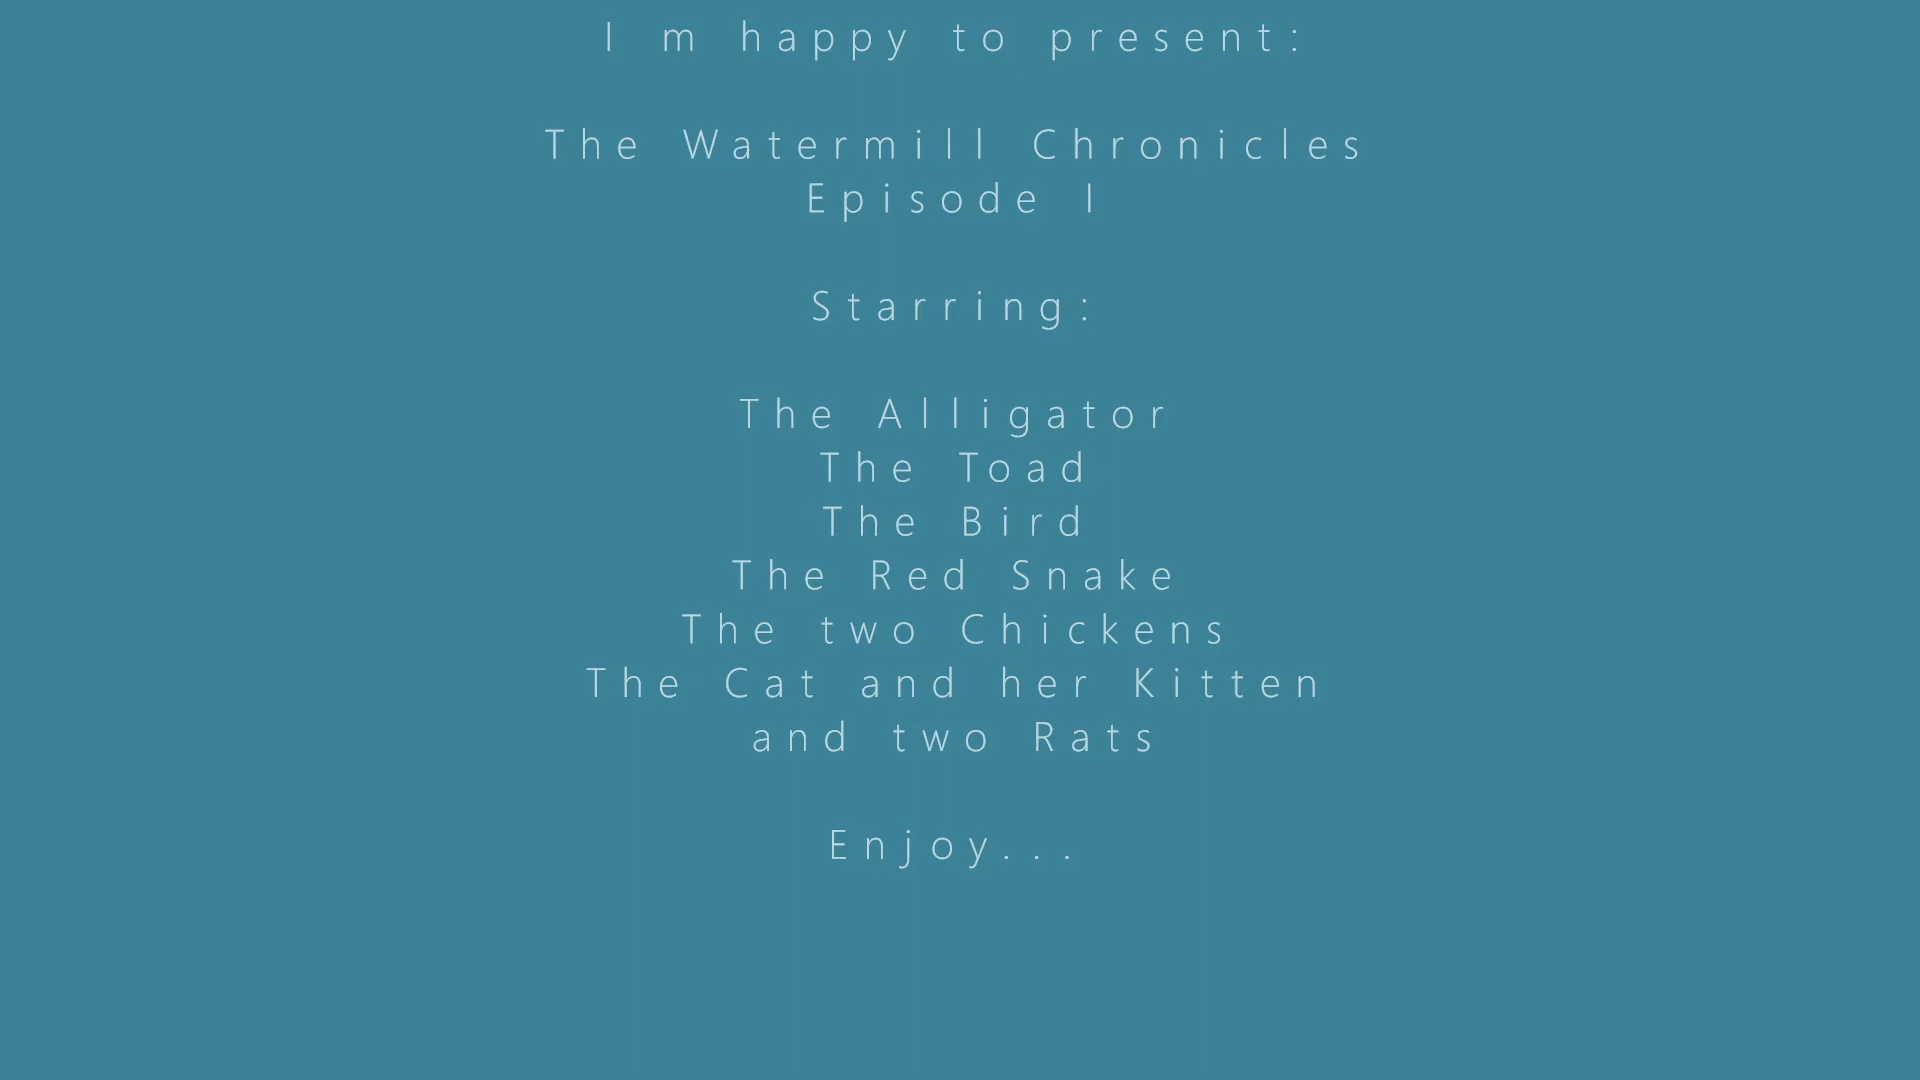 I m happy to present:
The Watermill Chronicles
Episode I
Starring:
The Alligator
The Toad
The Bird
The Red Snake
The two Chickens
The Cat and her Kitten
and two Rats
Enjoy...